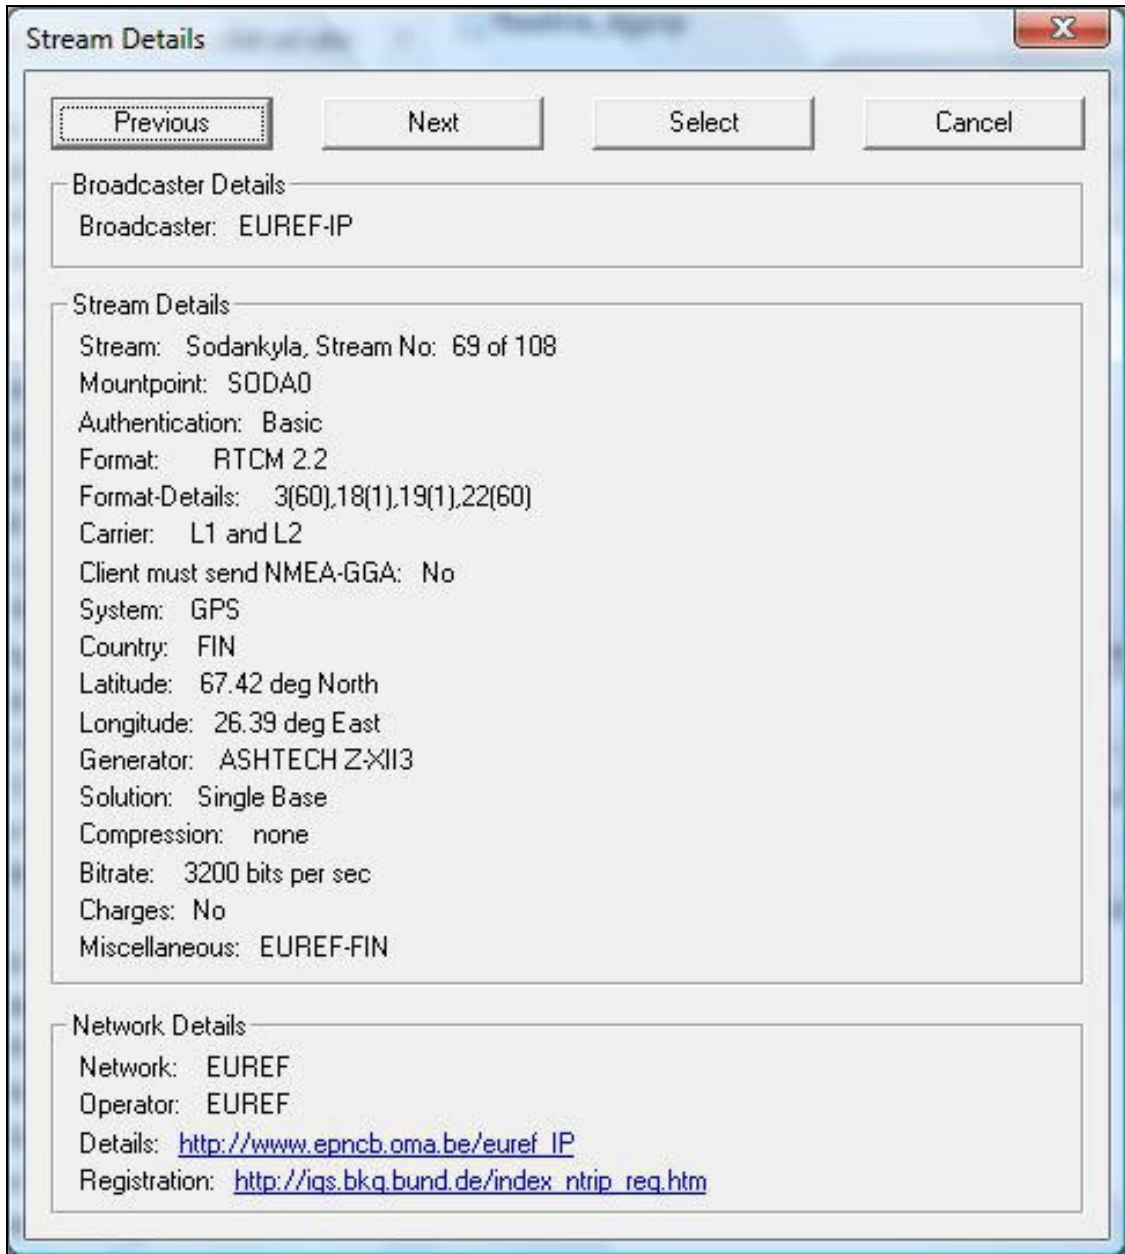 Stream Details
Previous Next Select Cancel
Broadcaster Details
Broadcaster: EUREF-IP
Stream Details
Stream: Sodankyla, Stream No: 69 of 108
Mountpoint: SODA0
Authentication: Basic
Format: RTCM 2.2
Format-Details: 3(60),18(1),19(1),22(60)
Carrier: L1 and L2
Client must send NMEA-GGA: No
System: GPS
Country: FIN
Latitude: 67.42 deg North
Longitude: 26.39 deg East
Generator: ASHTECH Z-XII3
Solution: Single Base
Compression: none
Bitrate: 3200 bits per sec
Charges: No
Miscellaneous: EUREF-FIN
Network Details
Network: EUREF
Operator: EUREF
Details: http://www.epncb.oma.be/euref_IP
Registration: http://igs.bkg.bund.de/index_ntrip_reg.htm